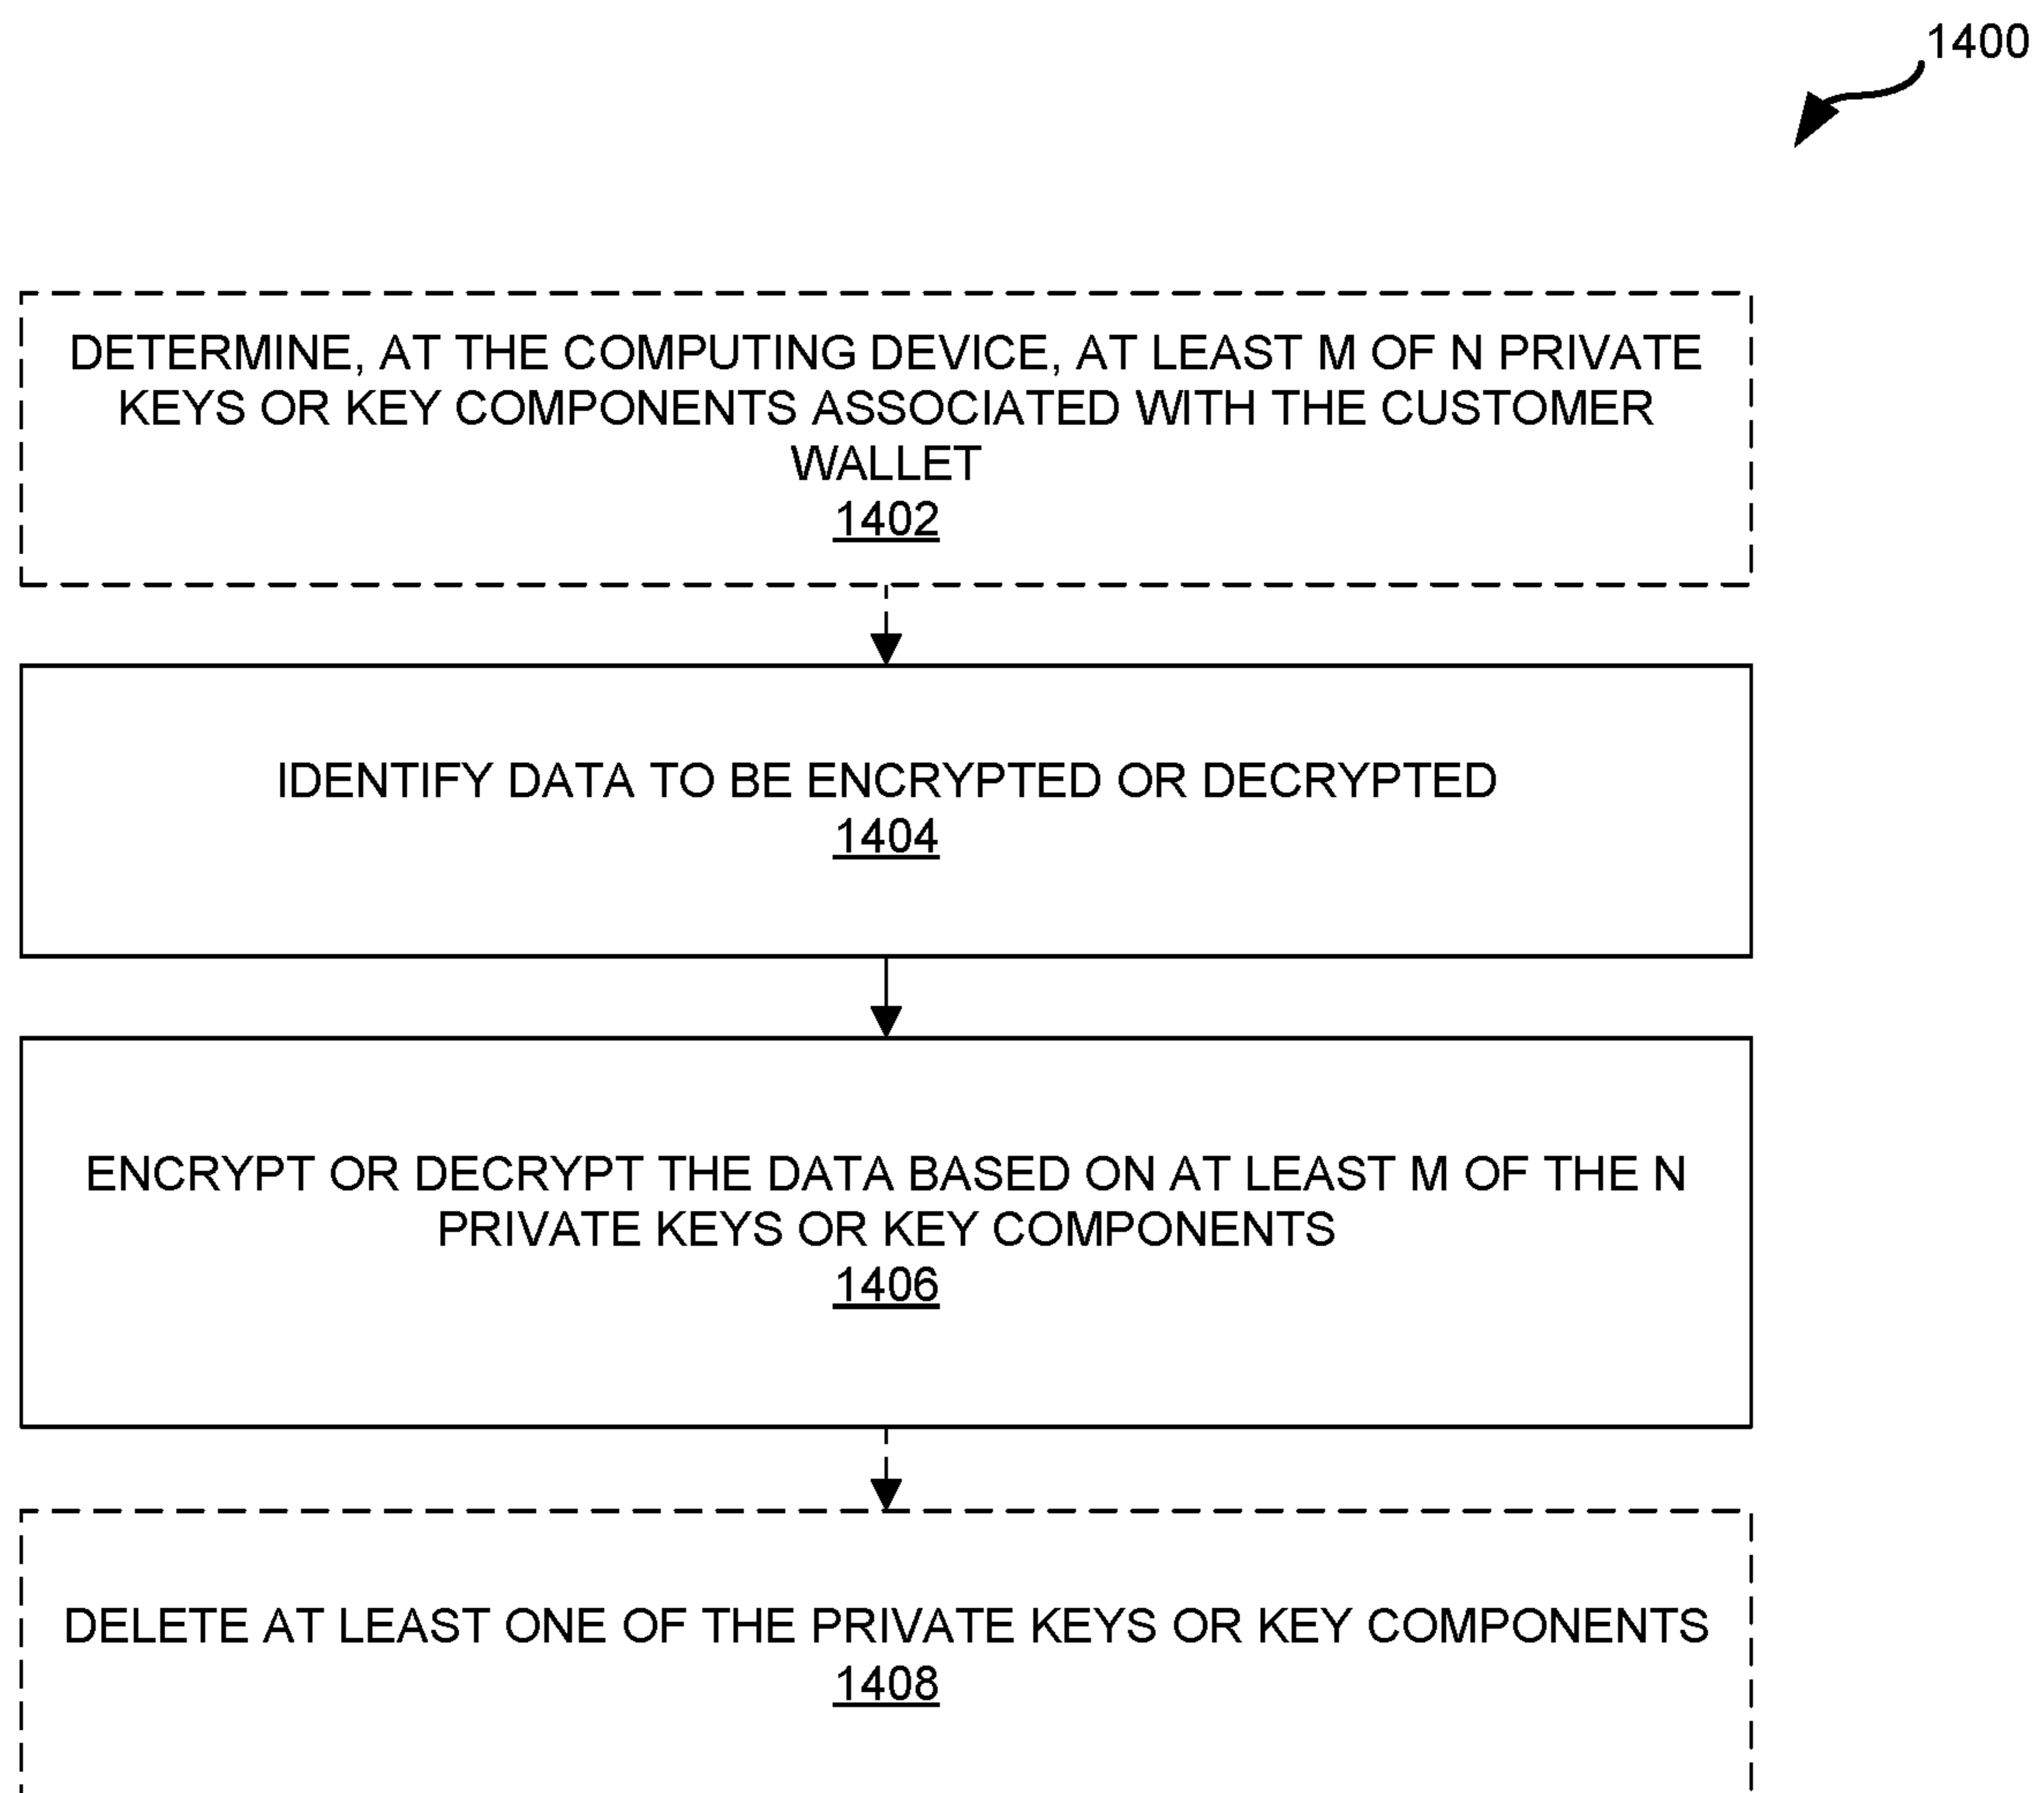 1400
DETERMINE, AT THE COMPUTING DEVICE, AT LEAST M OF N PRIVATE
KEYS OR KEY COMPONENTS ASSOCIATED WITH THE CUSTOMER
WALLET
1402
IDENTIFY DATA TO BE ENCRYPTED OR DECRYPTED
1404
ENCRYPT OR DECRYPT THE DATA BASED ON AT LEAST M OF THE N
PRIVATE KEYS OR KEY COMPONENTS
1406
DELETE AT LEAST ONE OF THE PRIVATE KEYS OR KEY COMPONENTS
1408